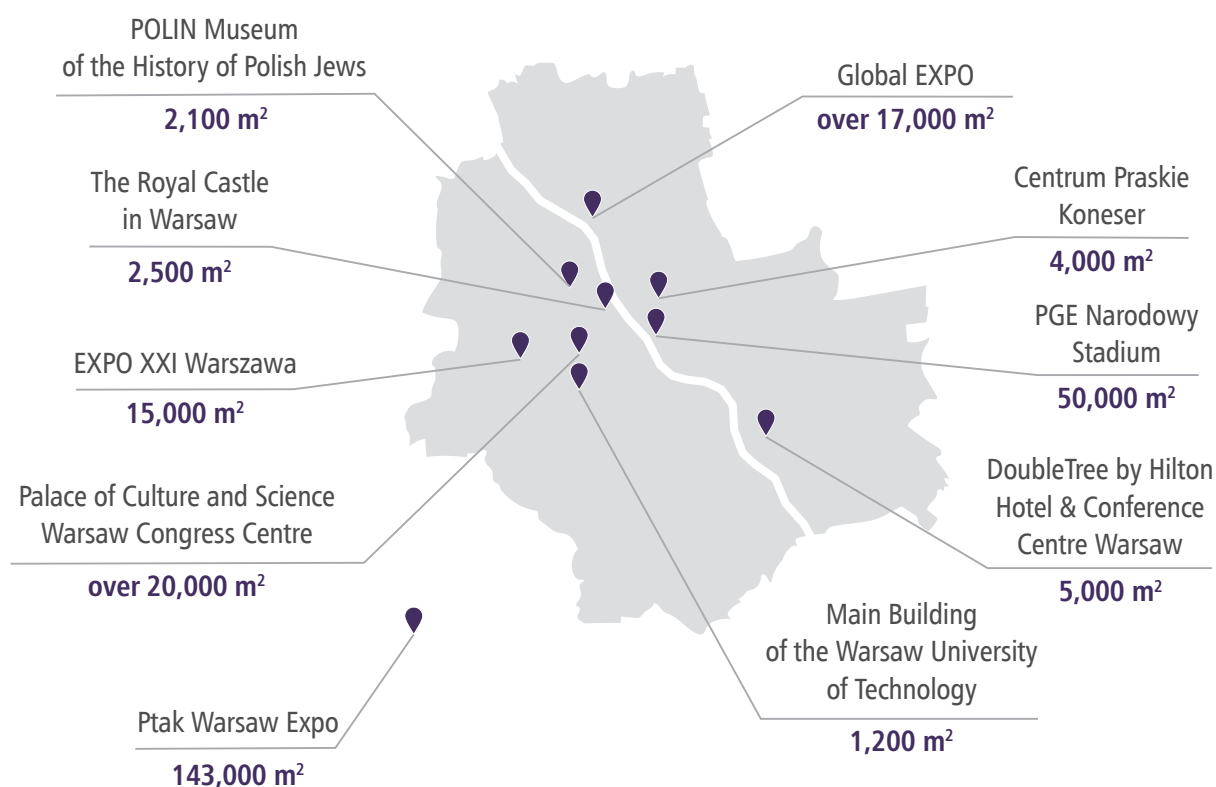 POLIN Museum
of the History of Polish Jews
2,100 m²
The Royal Castle
in Warsaw
2,500 m²
EXPO XXI Warszawa
15,000 m²
Palace of Culture and Science
Warsaw Congress Centre
over 20,000 m²
Ptak Warsaw Expo
143,000 m²
Global EXPO
over 17,000 m²
Centrum Praskie
Koneser
4,000 m²
PGE Narodowy
Stadium
50,000 m²
DoubleTree by Hilton
Hotel & Conference
Centre Warsaw
5,000 m²
Main Building
of the Warsaw University
of Technology
1,200 m²